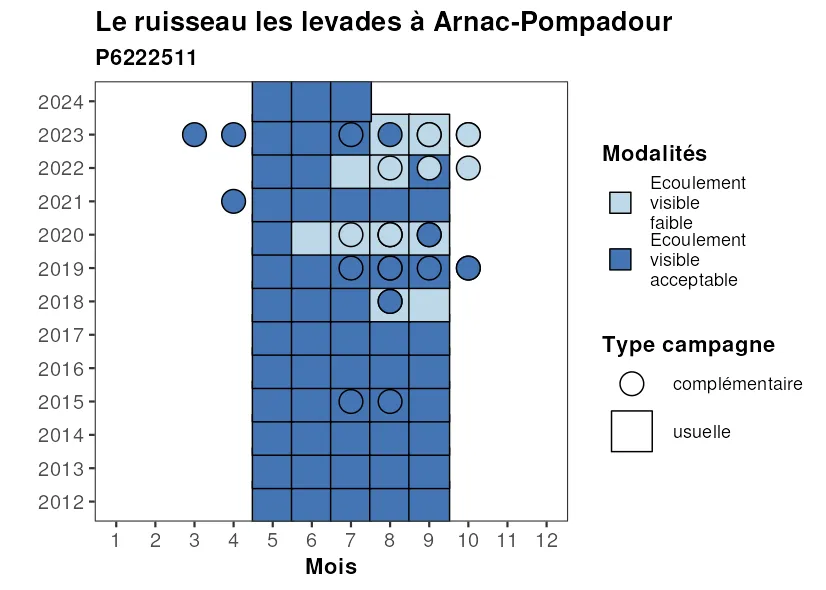 Le ruisseau les levades à Arnac-Pompadour
P6222511
2024
2023
2022
2021
2020
2019
2018
2017
2016
2015
2014
2013
2012
1 2 3 4 5 6 7 8 9 10 11 12
Mois
Modalités
Ecoulement
visible
faible
Ecoulement
visible
acceptable
Type campagne
complémentaire
usuelle